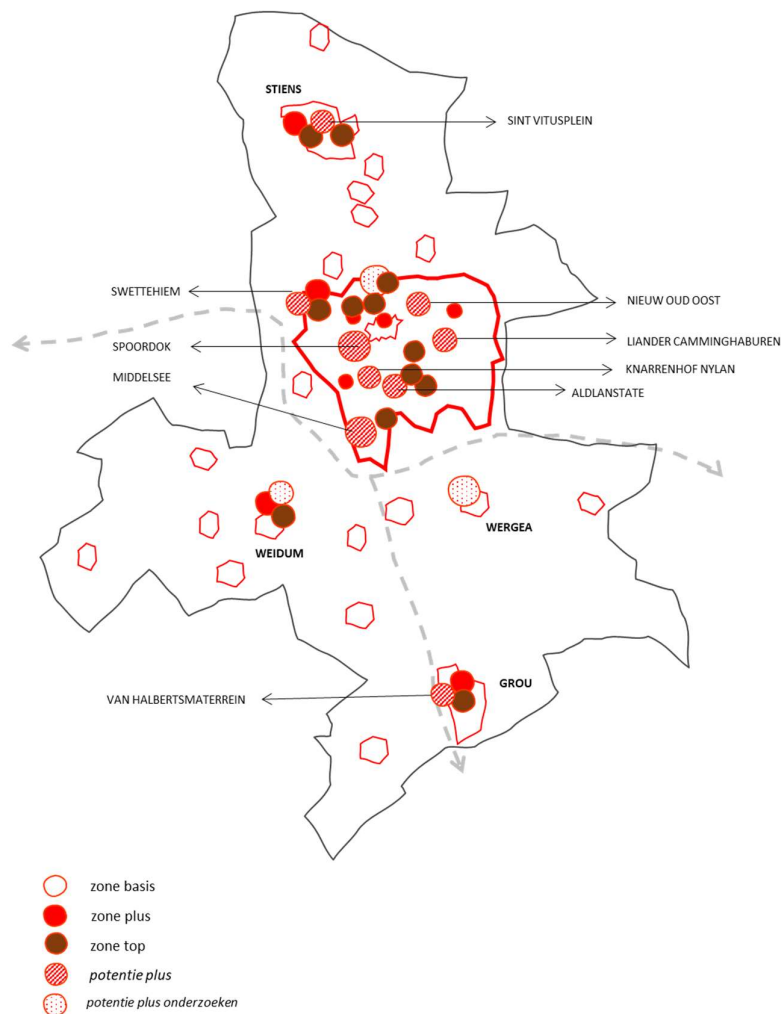 STIENS
SINT VITUSPLEIN
SWETTEHIEM
NIEUW OUD OOST
SPOORDOK
LIANDER CAMMINGHABUREN
MIDDELSEE
KNARRENHOF NYLAN
ALDLANSTATE
WERGEA
WEIDUM
GROU
VAN HALBERTSMATERREIN
zone basis
zone plus
zone top
potentie plus
potentie plus onderzoeken